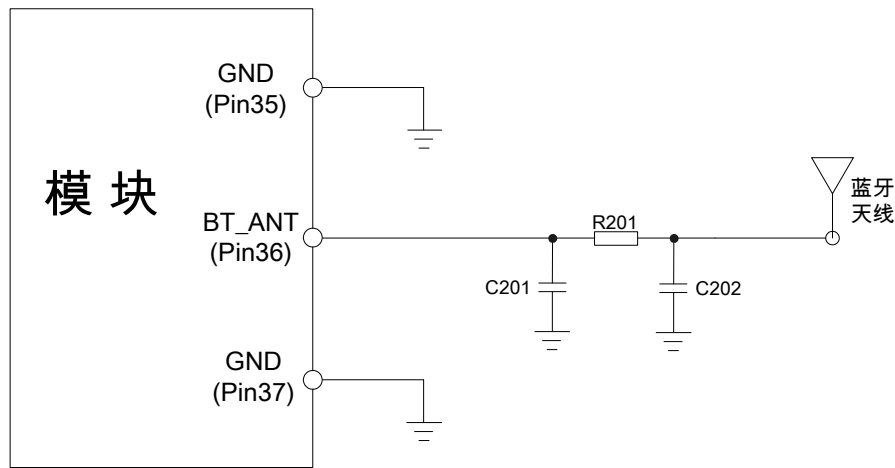 GND
(Pin35)
模 块
BT_ANT
(Pin36)
R201
蓝牙
天线
C201
C202
GND
(Pin37)